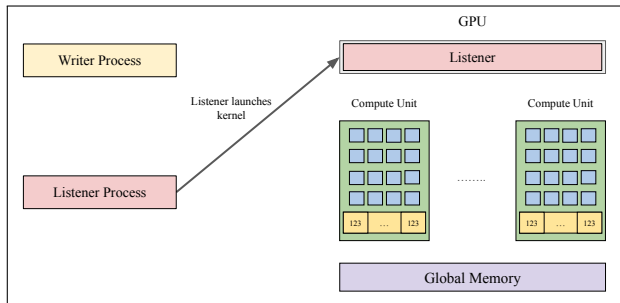 GPU
Writer Process
Listener
Listener launches
kernel
Compute Unit
Compute Unit
Listener Process
........
123 ... 123
123 ... 123
Global Memory